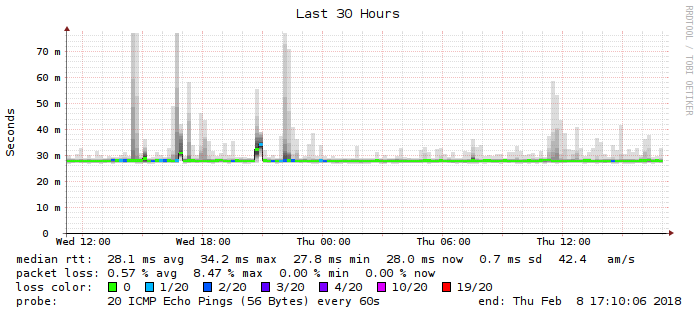 Last 30 Hours
RRDTOOL / TOBI OETIKER
Seconds
70 m
60 m
50 m
40 m
30 m
20 m
10 m
0
Wed 12:00 Wed 18:00 Thu 00:00 Thu 06:00 Thu 12:00
median rtt: 28.1 ms avg 34.2 ms max 27.8 ms min 28.0 ms now 0.7 ms sd 42.4 am/s
packet loss: 0.57 % avg 8.47 % max 0.00 % min 0.00 % now
loss color: 0 1/20 2/20 3/20 4/20 10/20 19/20
probe: 20 ICMP Echo Pings (56 Bytes) every 60s end: Thu Feb 8 17:10:06 2018